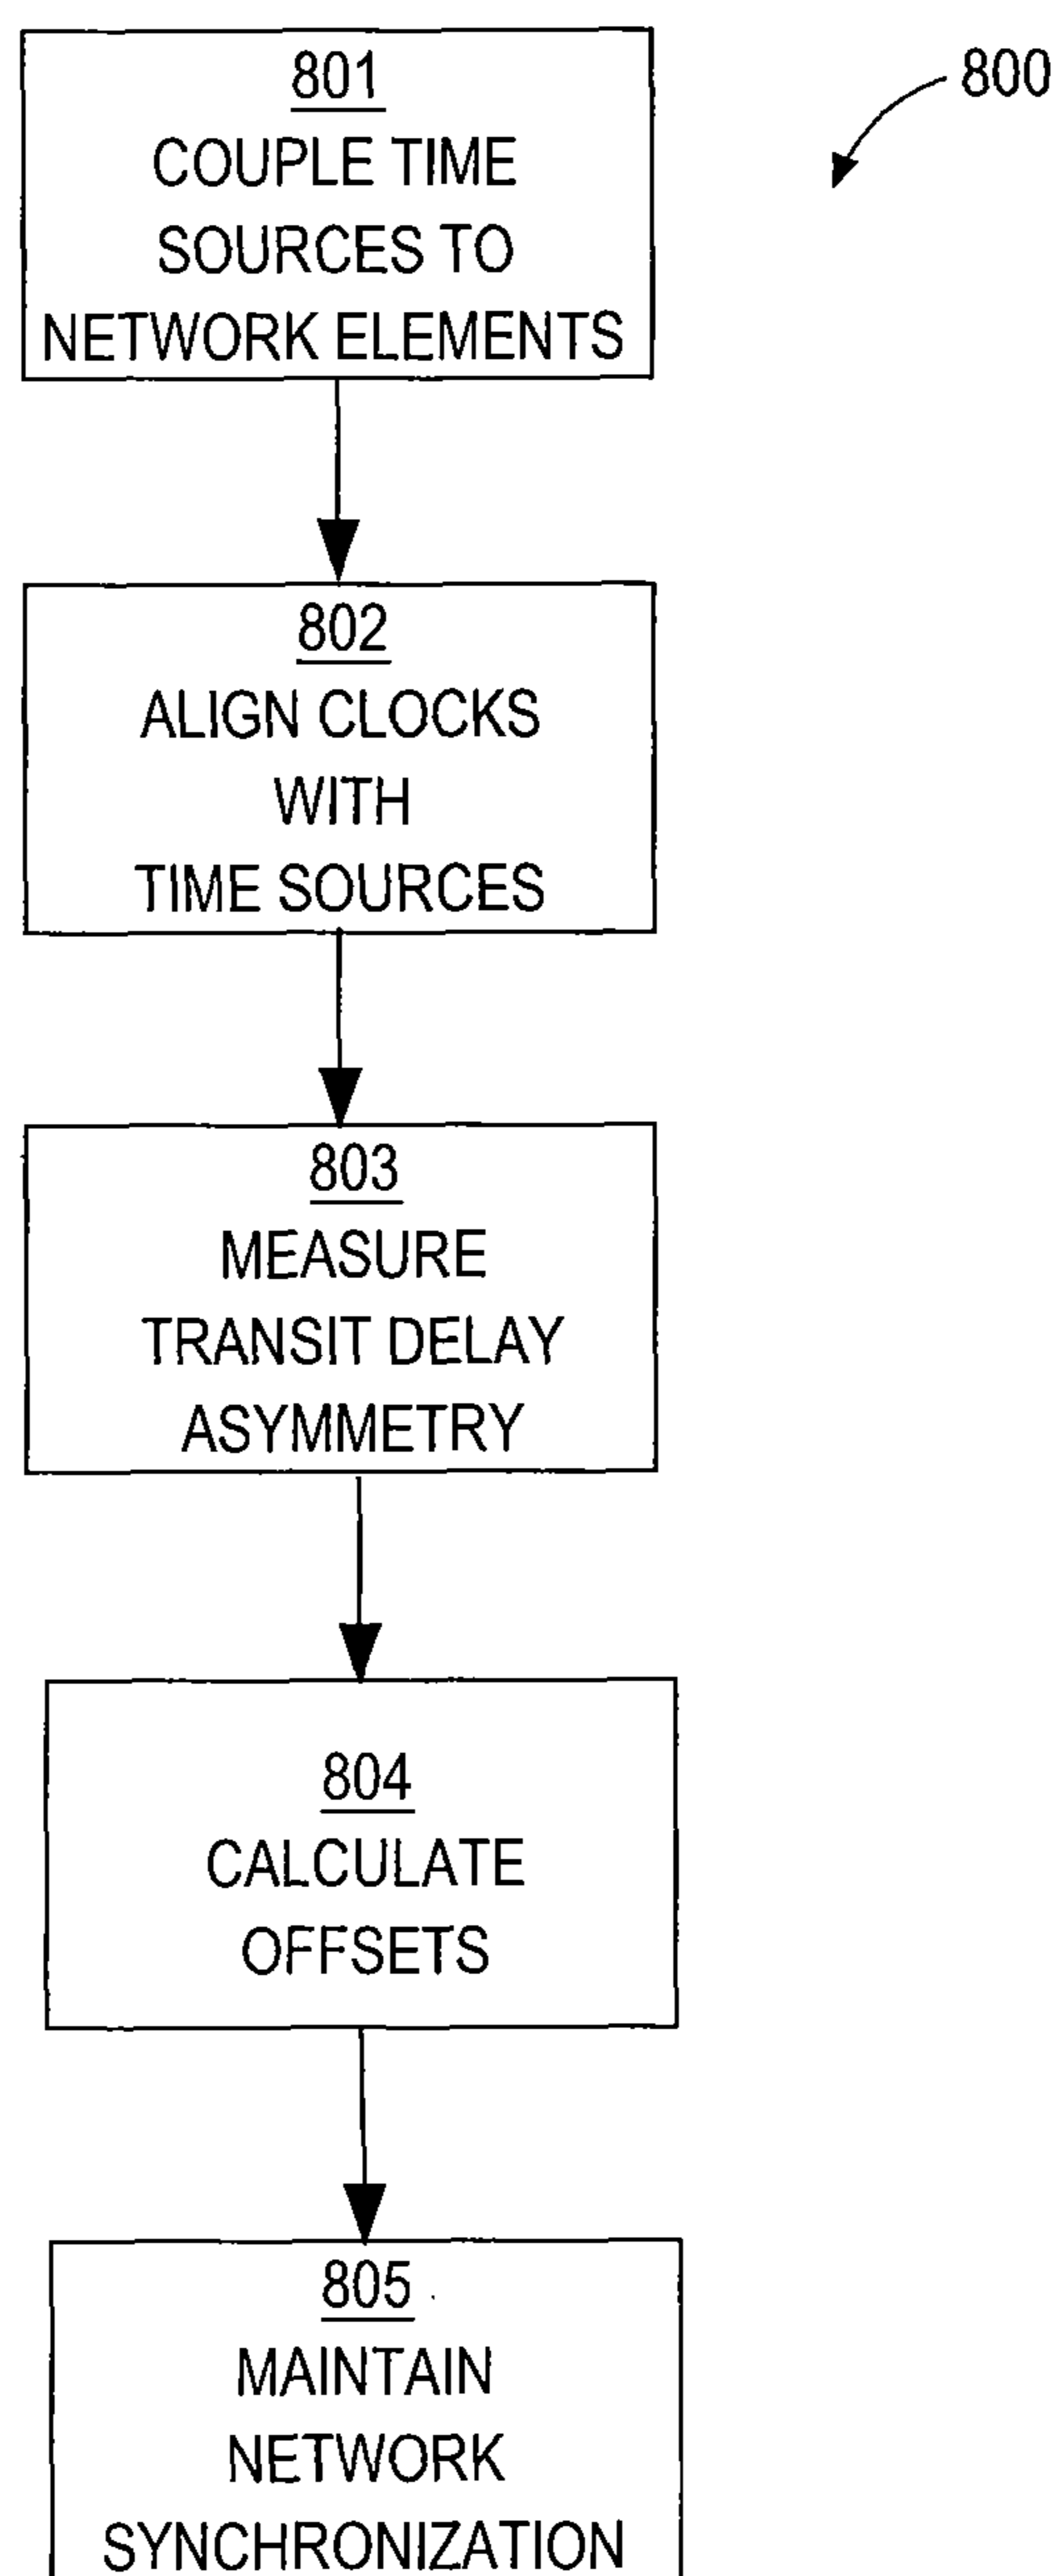 800
801
COUPLE TIME
SOURCES TO
NETWORK ELEMENTS
802
ALIGN CLOCKS
WITH
TIME SOURCES
803
MEASURE
TRANSIT DELAY
ASYMMETRY
804
CALCULATE
OFFSETS
805
MAINTAIN
NETWORK
SYNCHRONIZATION